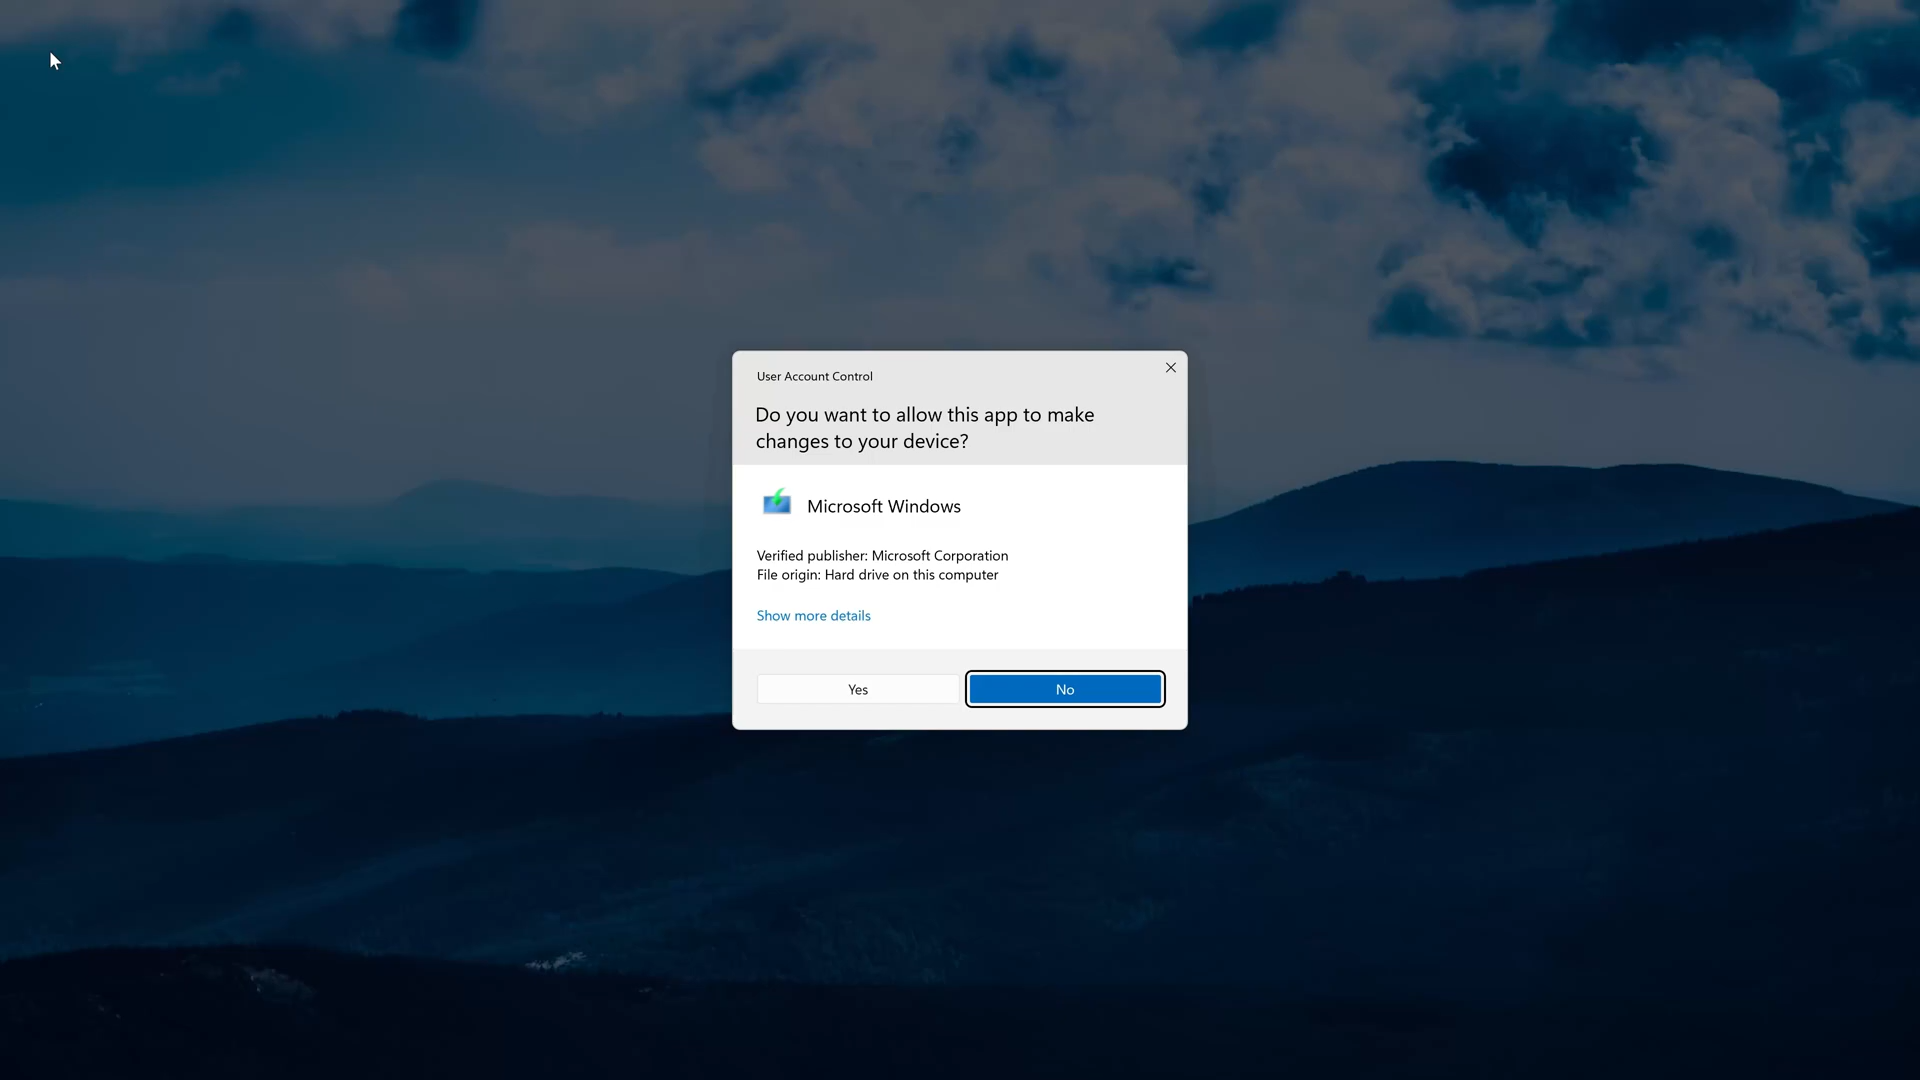 User Account Control
Do you want to allow this app to make
changes to your device?
Microsoft Windows
Verified publisher: Microsoft Corporation
File origin: Hard drive on this computer
Show more details
Yes
No